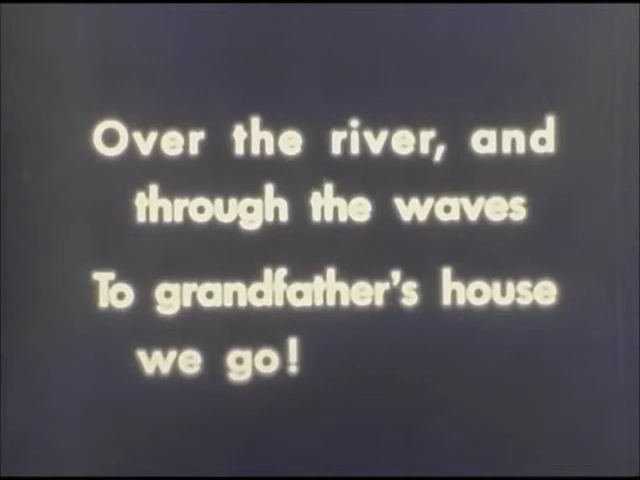 Over the river, and
through the waves
To grandfather's house
we go!